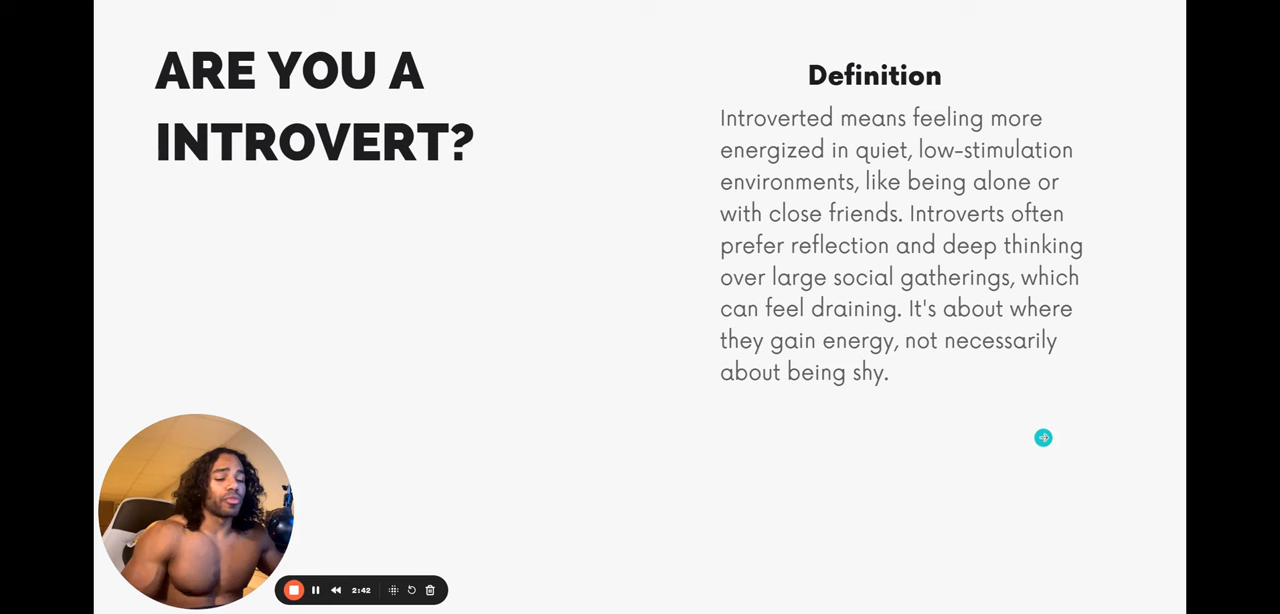 ARE YOU A
INTROVERT?
Definition
Introverted means feeling more
energized in quiet, low-stimulation
environments, like being alone or
with close friends. Introverts often
prefer reflection and deep thinking
over large social gatherings, which
can feel draining. It's about where
they gain energy, not necessarily
about being shy.
2:42